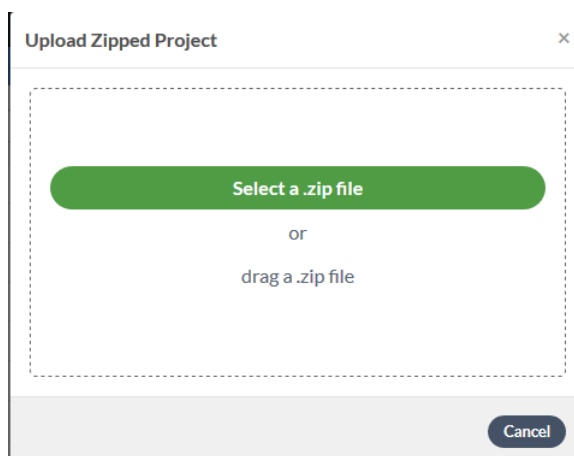 Upload Zipped Project
×
Select a .zip file
or
drag a .zip file
Cancel